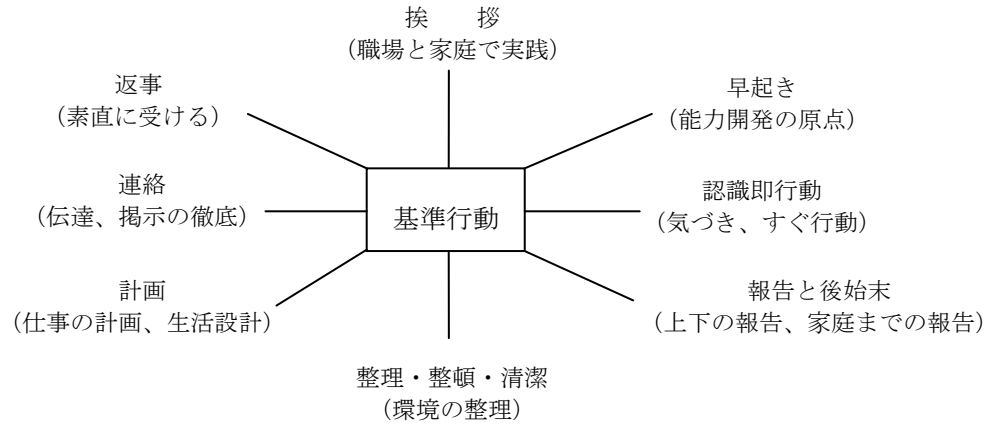 挨　拶
（職場と家庭で実践）
返事
（素直に受ける）
早起き
（能力開発の原点）
連絡
（伝達、掲示の徹底）
基準行動
認識即行動
（気づき、すぐ行動）
計画
（仕事の計画、生活設計）
報告と後始末
（上下の報告、家庭までの報告）
整理・整頓・清潔
（環境の整理）